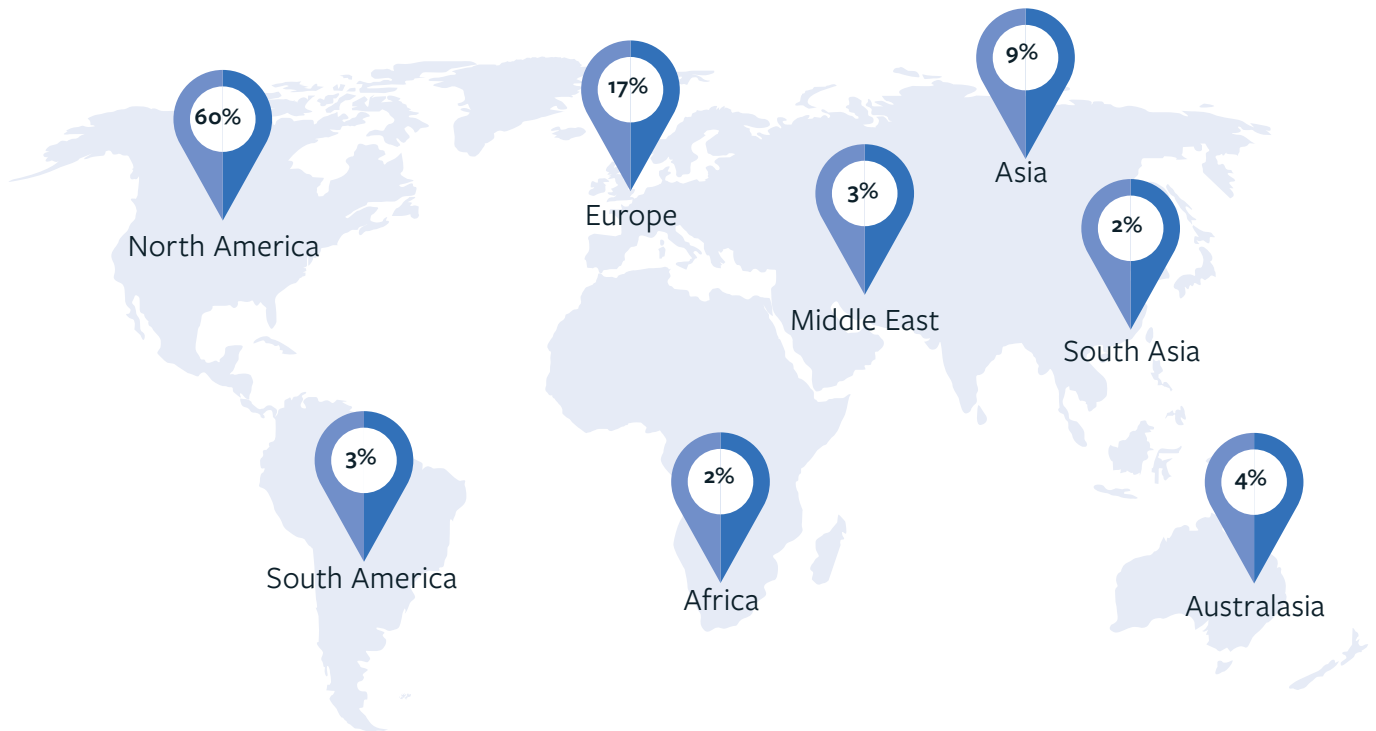 9%
Asia
17%
Europe
60%
North America
3%
Middle East
2%
South Asia
3%
South America
2%
Africa
4%
Australasia